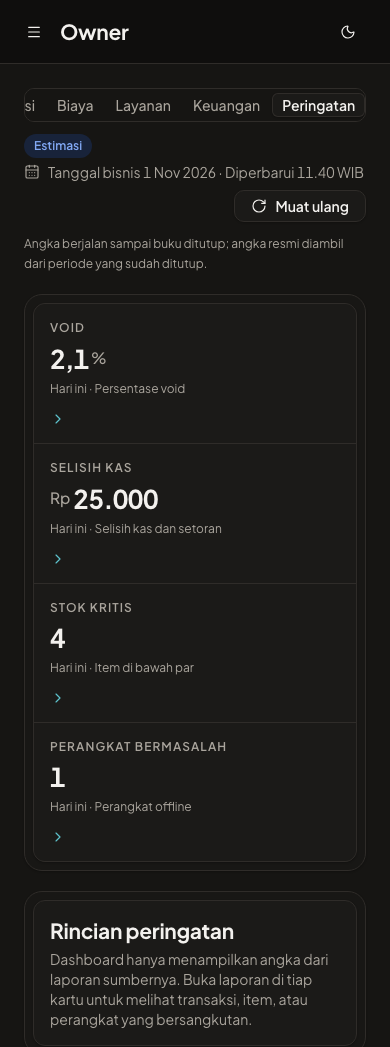 Owner
si Biaya Layanan Keuangan Peringatan
Estimasi
Tanggal bisnis 1 Nov 2026 · Diperbarui 11.40 WIB
Muat ulang
Angka berjalan sampai buku ditutup; angka resmi diambil
dari periode yang sudah ditutup.
VOID
2,1 %
Hari ini · Persentase void
SELISIH KAS
Rp 25.000
Hari ini · Selisih kas dan setoran
STOK KRITIS
4
Hari ini · Item di bawah par
PERANGKAT BERMASALAH
1
Hari ini · Perangkat offline
Rincian peringatan
Dashboard hanya menampilkan angka dari
laporan sumbernya. Buka laporan di tiap
kartu untuk melihat transaksi, item, atau
perangkat yang bersangkutan.